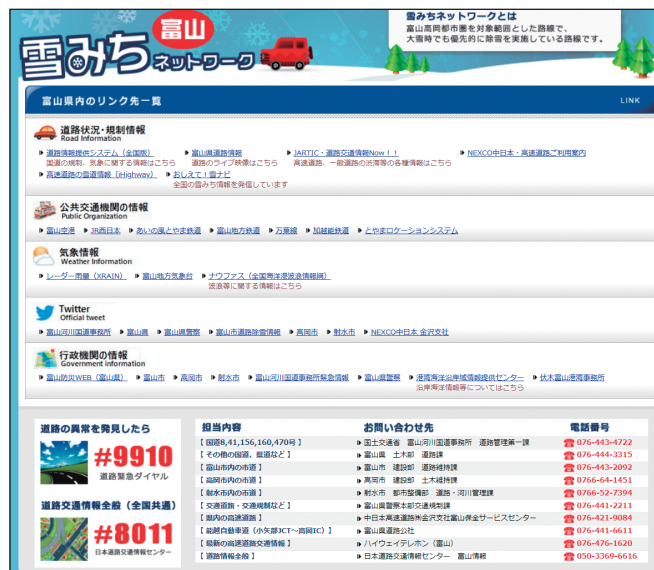 雪みち富山ネットワーク
雪みちネットワークとは
富山高岡都市圏を対象範囲とした路線で、
大雪時でも優先的に除雪を実施している路線です。
富山県内のリンク先一覧 LINK
道路状況・規制情報
Road Information
道路情報提供システム（全国版） 富山県道路情報 JARTIC・道路交通情報Now！！ NEXCO中日本・高速道路ご利用案内
国道の規制、気象に関する情報はこちら 道路のライブ映像はこちら 高速道路、一般道路の渋滞等の各種情報はこちら
高速道路の雪道情報（iHighway） おしえて！雪ナビ
全国の雪みち情報を発信しています
公共交通機関の情報
Public Organization
富山空港 JR西日本 あいの風とやま鉄道 富山地方鉄道 万葉線 加越能鉄道 とやまロケーションシステム
気象情報
Weather Information
レーダー雨量（XRAIN） 富山地方気象台 ナウファス（全国海洋港波浪情報網）
波浪等に関する情報はこちら
Twitter
Official tweet
富山河川国道事務所 富山県 富山県警察 富山市道路除雪情報 高岡市 射水市 NEXCO中日本 金沢支社
行政機関の情報
Government information
富山防災WEB（富山県） 富山市 高岡市 射水市 富山河川国道事務所緊急情報 富山県警察 港湾海洋沿岸域情報提供センター 伏木富山港湾事務所
沿岸海洋情報等についてはこちら
道路の異常を発見したら
#9910
道路緊急ダイヤル
道路交通情報全般（全国共通）
#8011
日本道路交通情報センター
担当内容 お問い合わせ先 電話番号
【 国道8,41,156,160,470号 】 国土交通省 富山河川国道事務所 道路管理第一課 076-443-4722
【 その他の国道、県道など 】 富山県 土木部 道路課 076-444-3315
【 富山市内の市道 】 富山市 建設部 道路維持課 076-443-2092
【 高岡市内の市道 】 高岡市 建設部 土木維持課 0766-64-1451
【 射水市内の市道 】 射水市 都市整備部 道路・河川管理課 0766-52-7394
【 交通道路・交通規制など 】 富山県警察本部交通規制課 076-441-2211
【 県内の高速道路 】 中日本高速道路㈱金沢支社富山保全サービスセンター 076-421-9084
【 能越自動車道（小矢部JCT～高岡IC）】 富山県道路公社 076-441-6611
【 最新の高速道路交通情報 】 ハイウェイテレホン（富山） 076-476-1620
【 道路情報全般 】 日本道路交通情報センター 富山情報 050-3369-6616